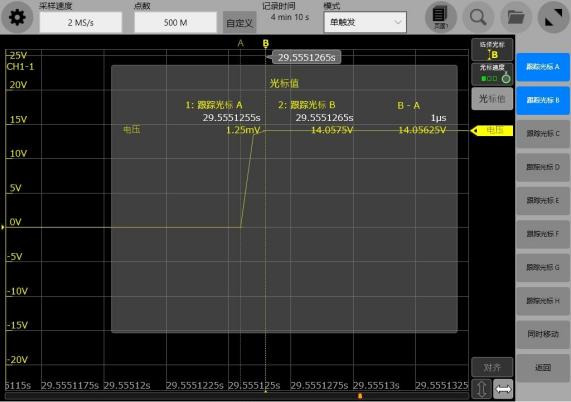 采样速度
点数
记录时间
模式
2 MS/s
500 M
自定义
4 min 10 s
单触发
页面1
A
B
29.5551265s
选择光标
B
光标速度
光标值
25V
CH1-1
20V
15V
10V
5V
0V
-5V
-10V
-15V
-20V
光标值
1: 跟踪光标 A
2: 跟踪光标 B
B - A
29.5551255s
29.5551265s
1μs
电压
1.25mV
14.0575V
14.05625V
电压
跟踪光标 A
跟踪光标 B
跟踪光标 C
跟踪光标 D
跟踪光标 E
跟踪光标 F
跟踪光标 G
跟踪光标 H
同时移动
返回
对齐
5115s
29.5551175s
29.55512s
29.5551225s
29.555125s
29.5551275s
29.55513s
29.5551325